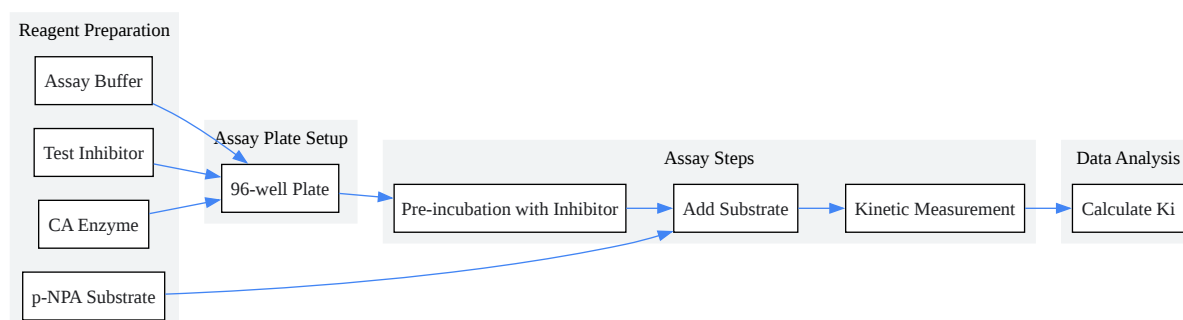 Reagent Preparation
Assay Buffer
Test Inhibitor
CA Enzyme
p-NPA Substrate
Assay Plate Setup
96-well Plate
Assay Steps
Pre-incubation with Inhibitor
Add Substrate
Kinetic Measurement
Data Analysis
Calculate Ki